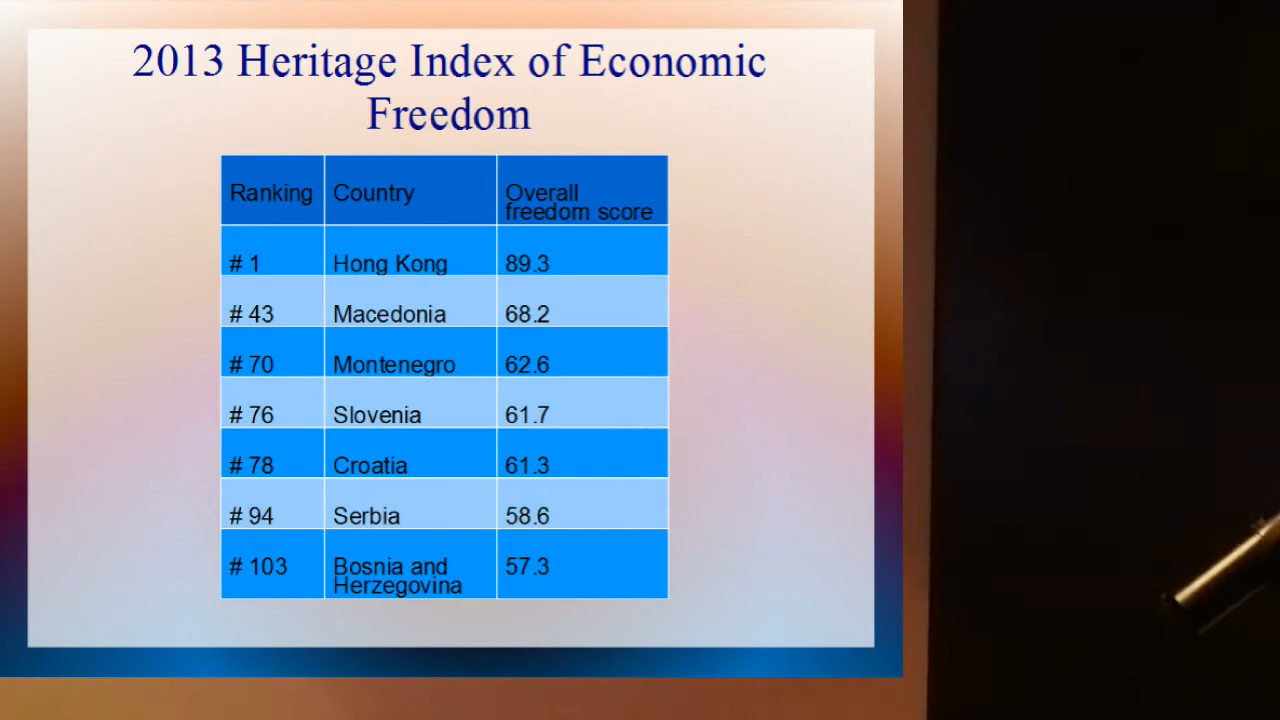 2013 Heritage Index of Economic
Freedom
Ranking Country Overall
freedom score
# 1 Hong Kong 89.3
# 43 Macedonia 68.2
# 70 Montenegro 62.6
# 76 Slovenia 61.7
# 78 Croatia 61.3
# 94 Serbia 58.6
# 103 Bosnia and 57.3
Herzegovina